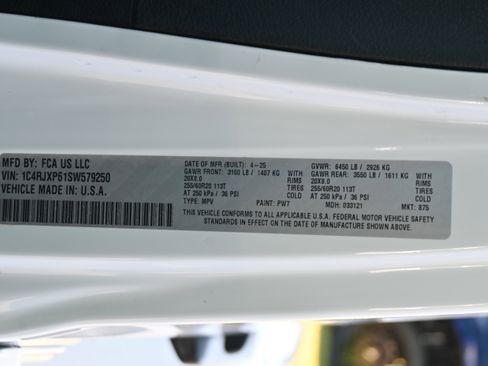 MFD BY: FCA US LLC
VIN: 1C4RJXP61SW579250
VEHICLE MADE IN U.S.A.
DATE OF MFR (BUILT): 4-25 GVWR: 6450 LB / 2926 KG
GAWR FRONT: 3100 LB / 1407 KG WITH GAWR REAR: 3550 LB / 1611 KG WITH
20X8.0 RIMS 20X8.0 RIMS
255/60R20 113T TIRES 255/60R20 113T TIRES
AT 250 kPa / 36 PSI COLD AT 250 kPa / 36 PSI COLD
TYPE: MPV PAINT: PW7 MDH: 033121 MKT: 875
THIS VEHICLE CONFORMS TO ALL APPLICABLE U.S.A. FEDERAL MOTOR VEHICLE SAFETY
STANDARDS IN EFFECT ON THE DATE OF MANUFACTURE SHOWN ABOVE.